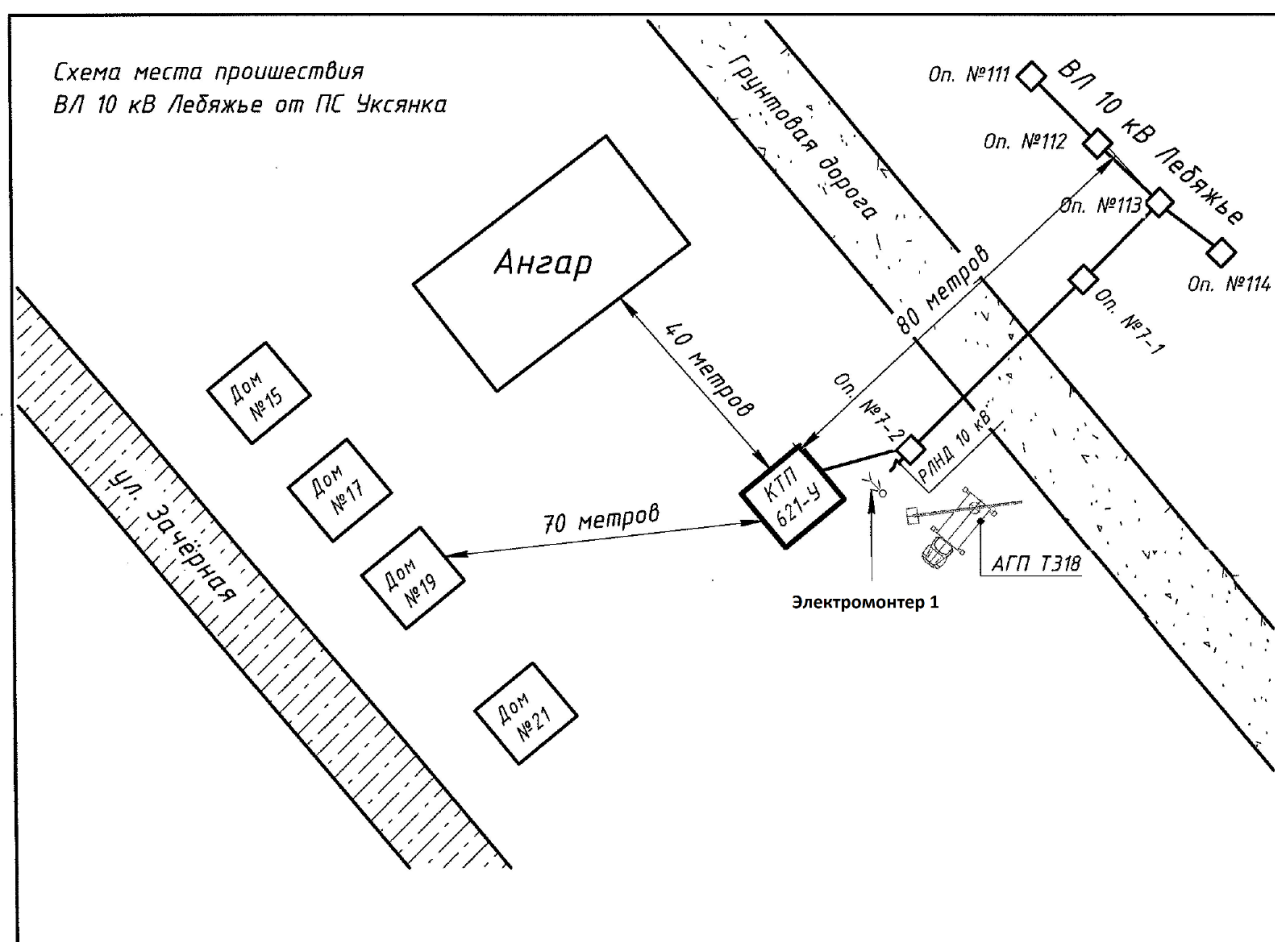 Схема места проишествия
ВЛ 10 кВ Лебяжье от ПС Уксянка
Грунтовая дорога
Оп. №111
ВЛ 10 кВ Лебяжье
Оп. №112
Оп. №113
Оп. №114
Оп. №7-1
Ангар
80 метров
40 метров
Оп. №7-2
РЛНД 10 кВ
Дом
№15
Дом
№17
Дом
№19
Дом
№21
КТП
621-У
70 метров
АГП Т318
Электромонтер 1
ул. Зачёрная